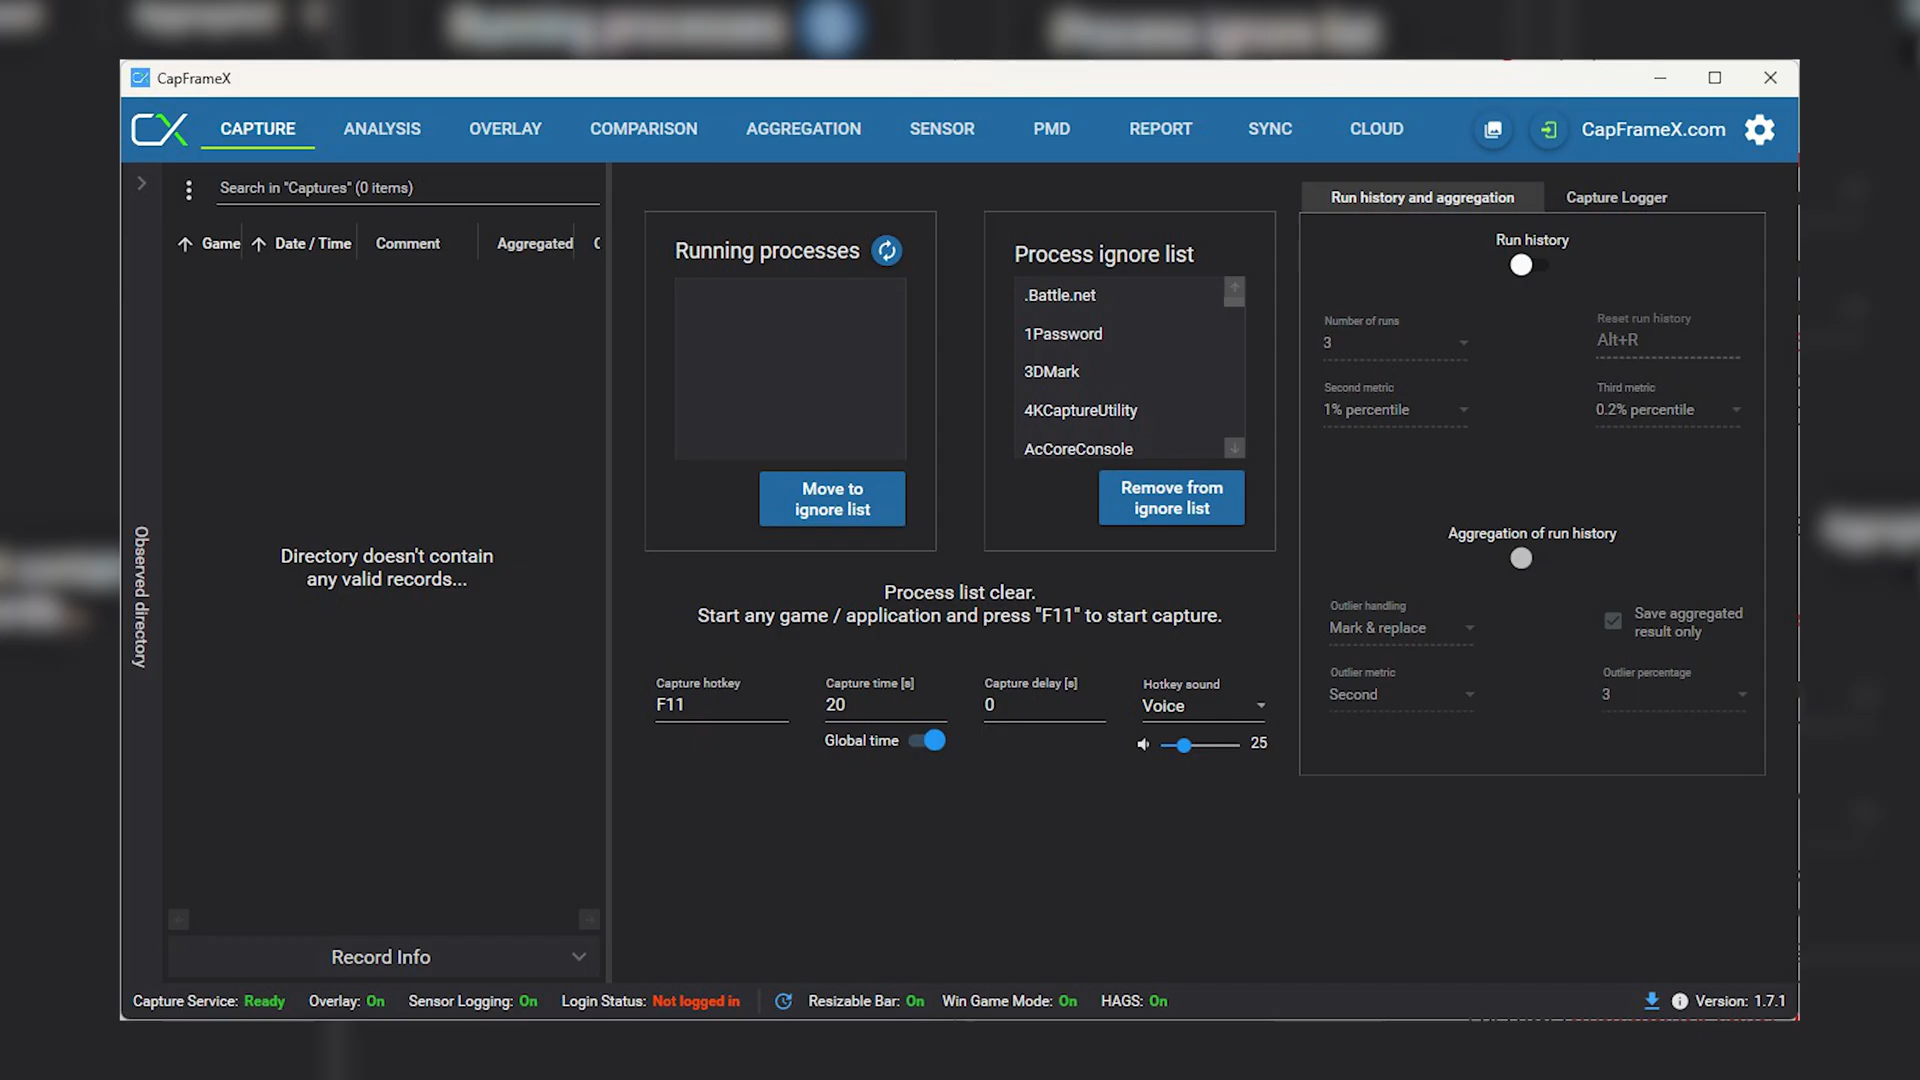 CapFrameX
CX CAPTURE ANALYSIS OVERLAY COMPARISON AGGREGATION SENSOR PMD REPORT SYNC CLOUD CapFrameX.com
Search in "Captures" (0 items)
Game Date / Time Comment Aggregated
Observed directory
Directory doesn't contain
any valid records...
Record Info
Running processes
Move to
ignore list
Process ignore list
.Battle.net
1Password
3DMark
4KCaptureUtility
AcCoreConsole
Remove from
ignore list
Process list clear.
Start any game / application and press "F11" to start capture.
Capture hotkey
F11
Capture time [s]
20
Global time
Capture delay [s]
0
Hotkey sound
Voice
25
Run history and aggregation
Capture Logger
Run history
Number of runs
3
Reset run history
Alt+R
Second metric
1% percentile
Third metric
0.2% percentile
Aggregation of run history
Outlier handling
Mark & replace
Save aggregated
result only
Outlier metric
Second
Outlier percentage
3
Capture Service: Ready Overlay: On Sensor Logging: On Login Status: Not logged in Resizable Bar: On Win Game Mode: On HAGS: On Version: 1.7.1
Running processes